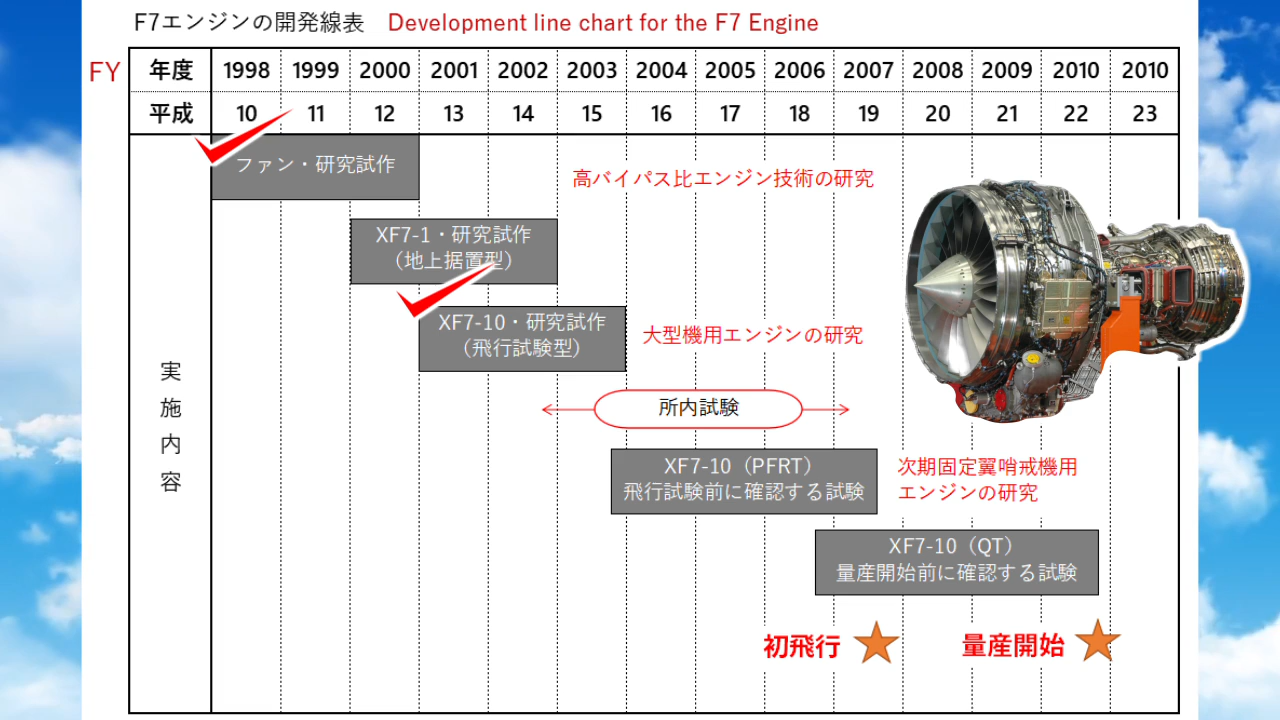 F7エンジンの開発線表 Development line chart for the F7 Engine
FY 年度 1998 1999 2000 2001 2002 2003 2004 2005 2006 2007 2008 2009 2010 2010
平成 10 11 12 13 14 15 16 17 18 19 20 21 22 23
ファン・研究試作
高バイパス比エンジン技術の研究
XF7-1・研究試作
（地上据置型）
XF7-10・研究試作
（飛行試験型）
大型機用エンジンの研究
実施内容
所内試験
XF7-10（PFRT）
飛行試験前に確認する試験
次期固定翼哨戒機用
エンジンの研究
XF7-10（QT）
量産開始前に確認する試験
初飛行
量産開始